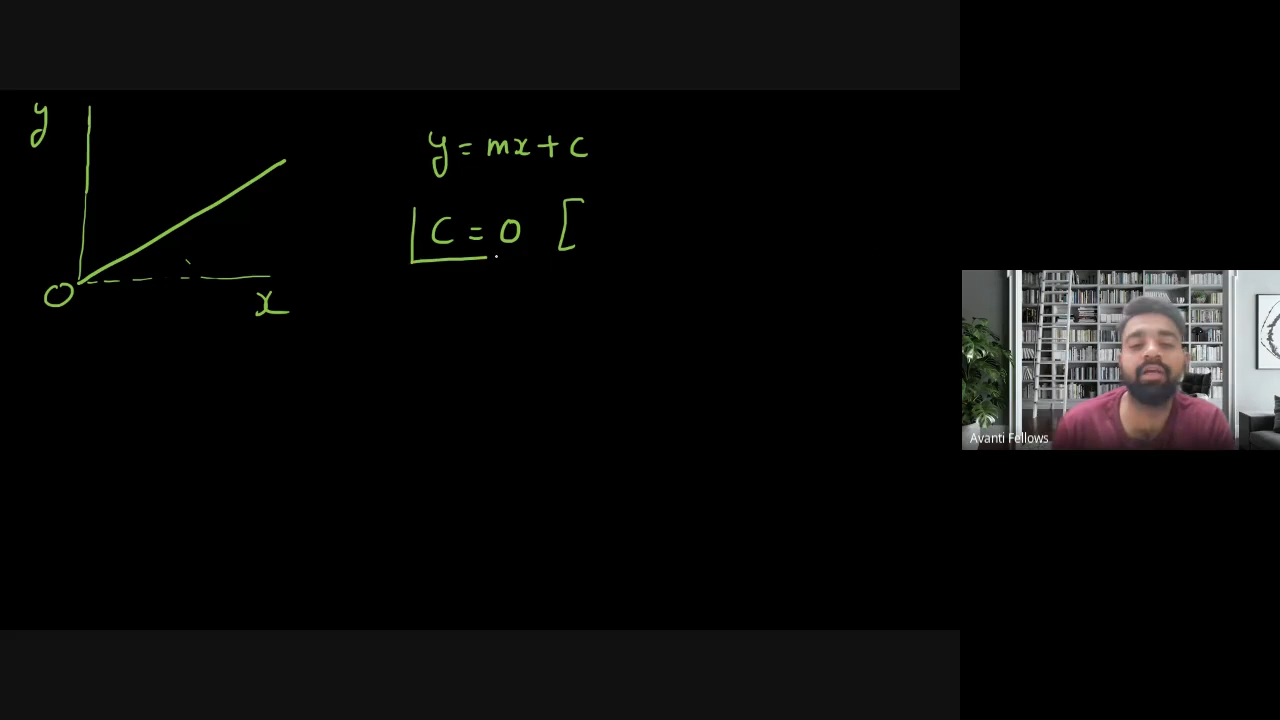 y
y = mx + c
C = 0 [
O
x
Avanti Fellows